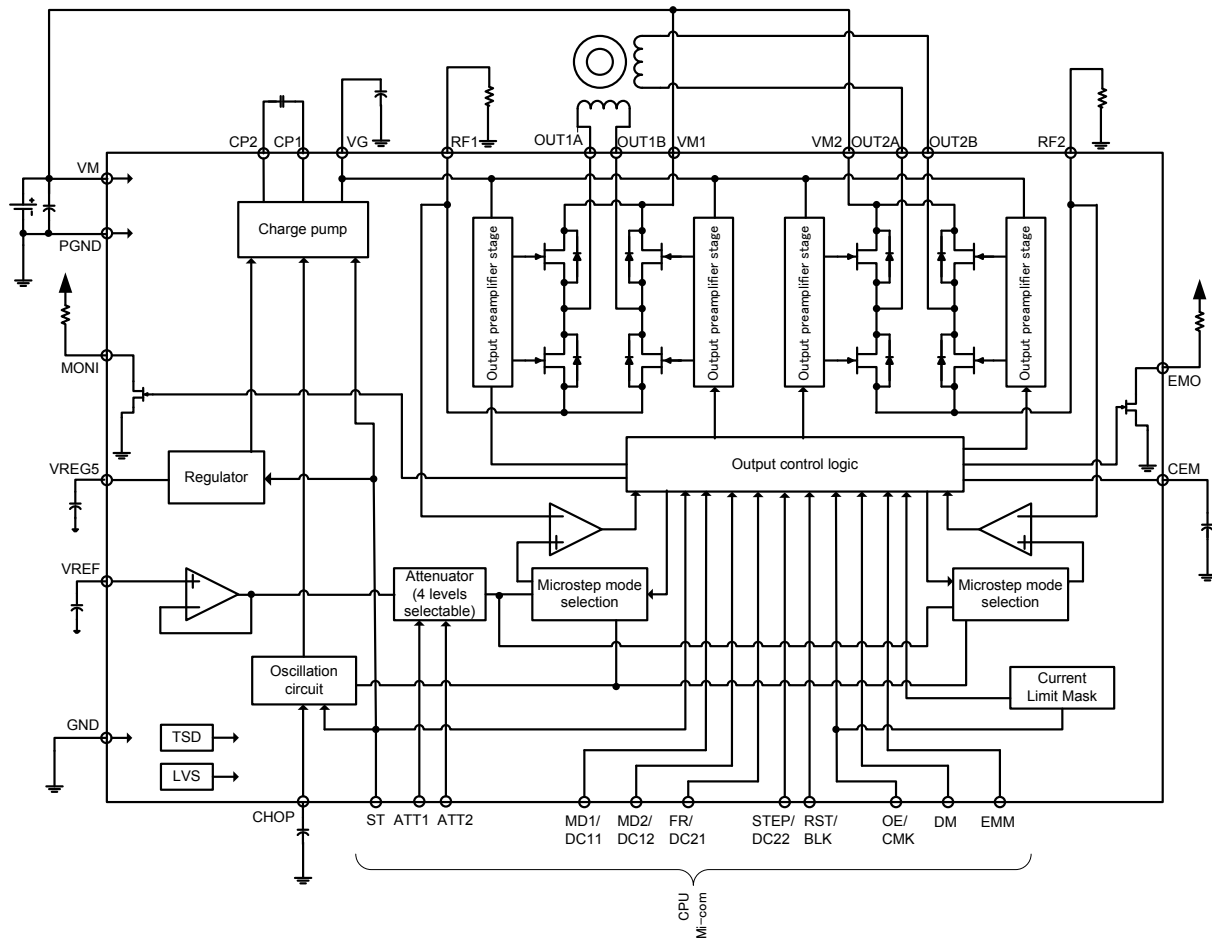 CP2
CP1
VG
RF1
OUT1A
OUT1B
VM1
VM2
OUT2A
OUT2B
RF2
VM
PGND
MONI
VREG5
VREF
GND
EMO
CEM
Charge pump
Output preamplifier stage
Output preamplifier stage
Output preamplifier stage
Output preamplifier stage
Output control logic
Regulator
Attenuator
(4 levels
selectable)
Microstep mode
selection
Microstep mode
selection
Oscillation
circuit
Current
Limit Mask
TSD
LVS
CHOP
ST
ATT1
ATT2
MD1/
DC11
MD2/
DC12
FR/
DC21
STEP/
DC22
RST/
BLK
OE/
CMK
DM
EMM
CPU
Mi-com